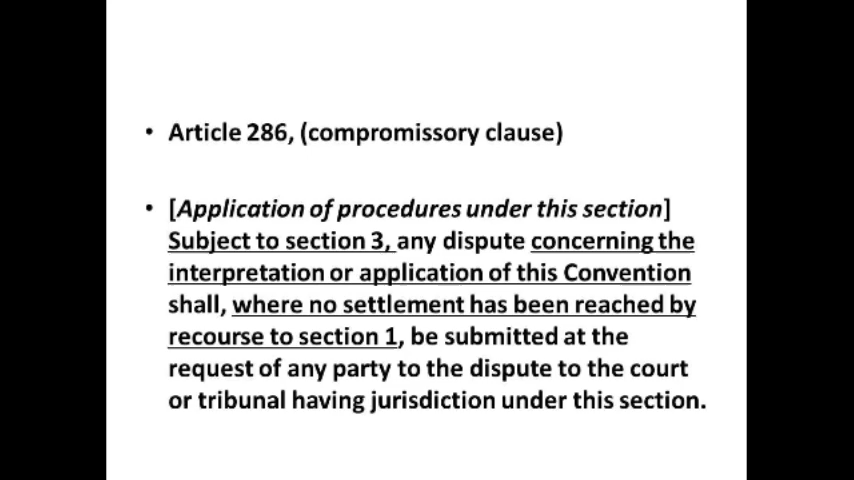 • Article 286, (compromissory clause)
• [Application of procedures under this section]
Subject to section 3, any dispute concerning the
interpretation or application of this Convention
shall, where no settlement has been reached by
recourse to section 1, be submitted at the
request of any party to the dispute to the court
or tribunal having jurisdiction under this section.